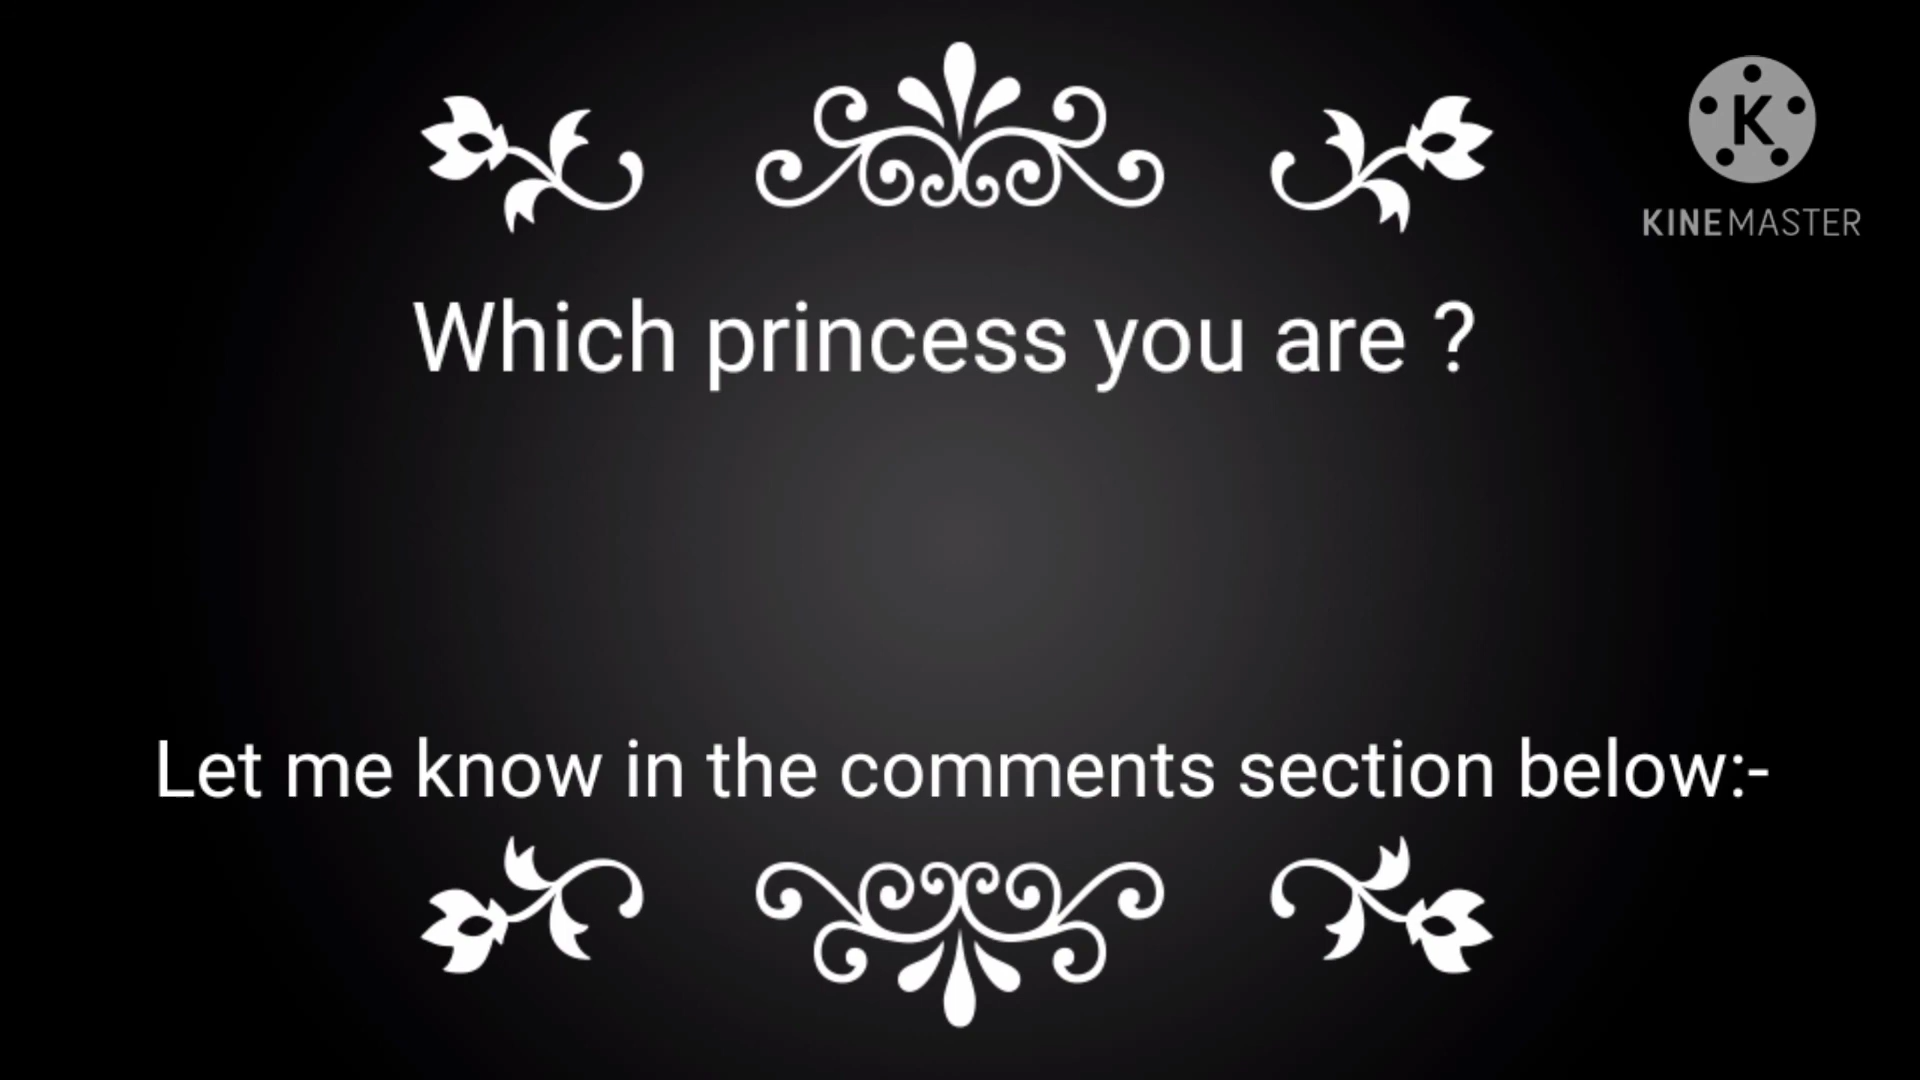 K
KINEMASTER
Which princess you are ?
Let me know in the comments section below:-